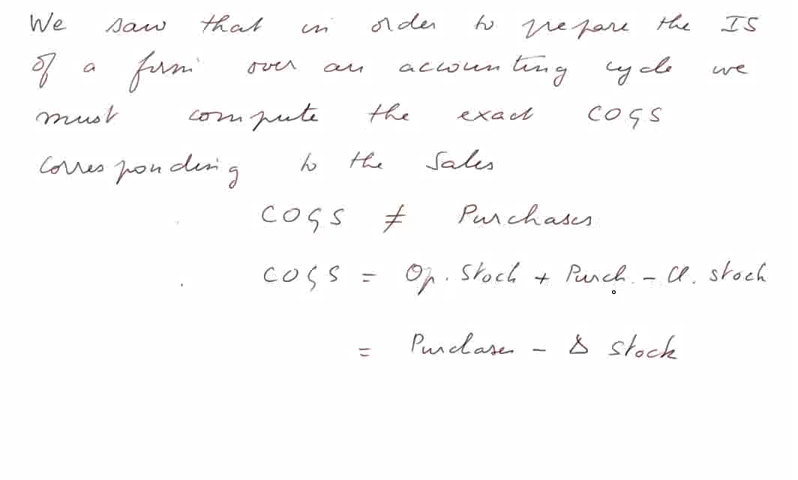 We saw that in order to prepare the IS
of a firm over an accounting cycle we
must compute the exact COGS
corresponding to the Sales
COGS ≠ Purchases
COGS = Op. Stock + Purch. - Cl. stock
= Purchases - Δ stock